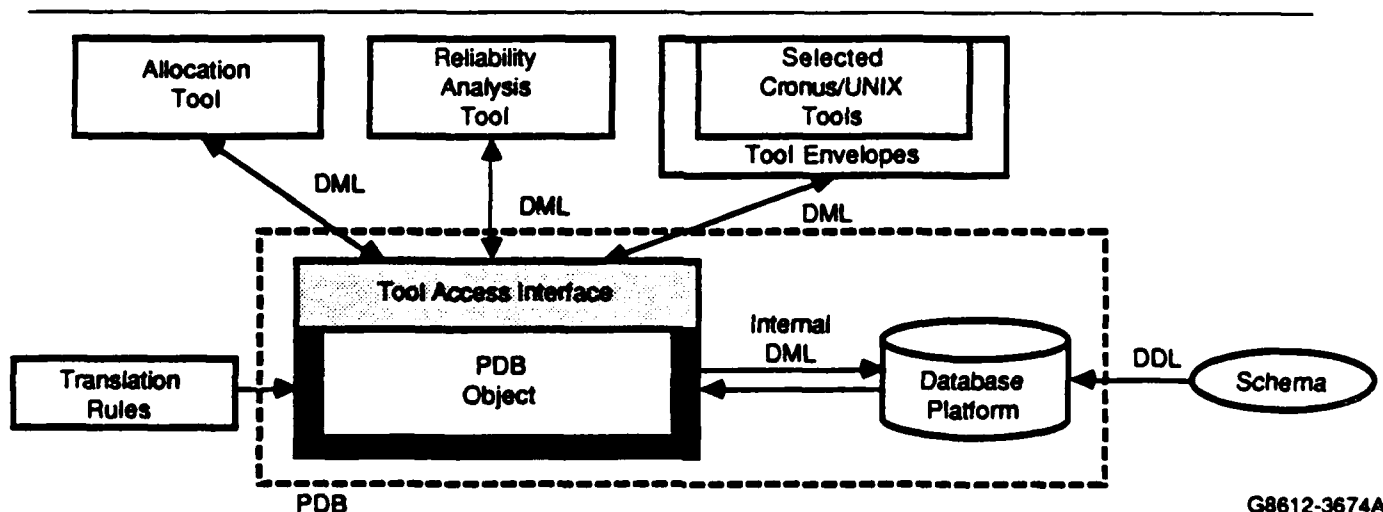 Allocation
Tool
Reliability
Analysis
Tool
Selected
Cronus/UNIX
Tools
Tool Envelopes
DML
DML
DML
Tool Access Interface
PDB
Object
Internal
DML
Database
Platform
DDL
Schema
Translation
Rules
PDB
G8612-3674A